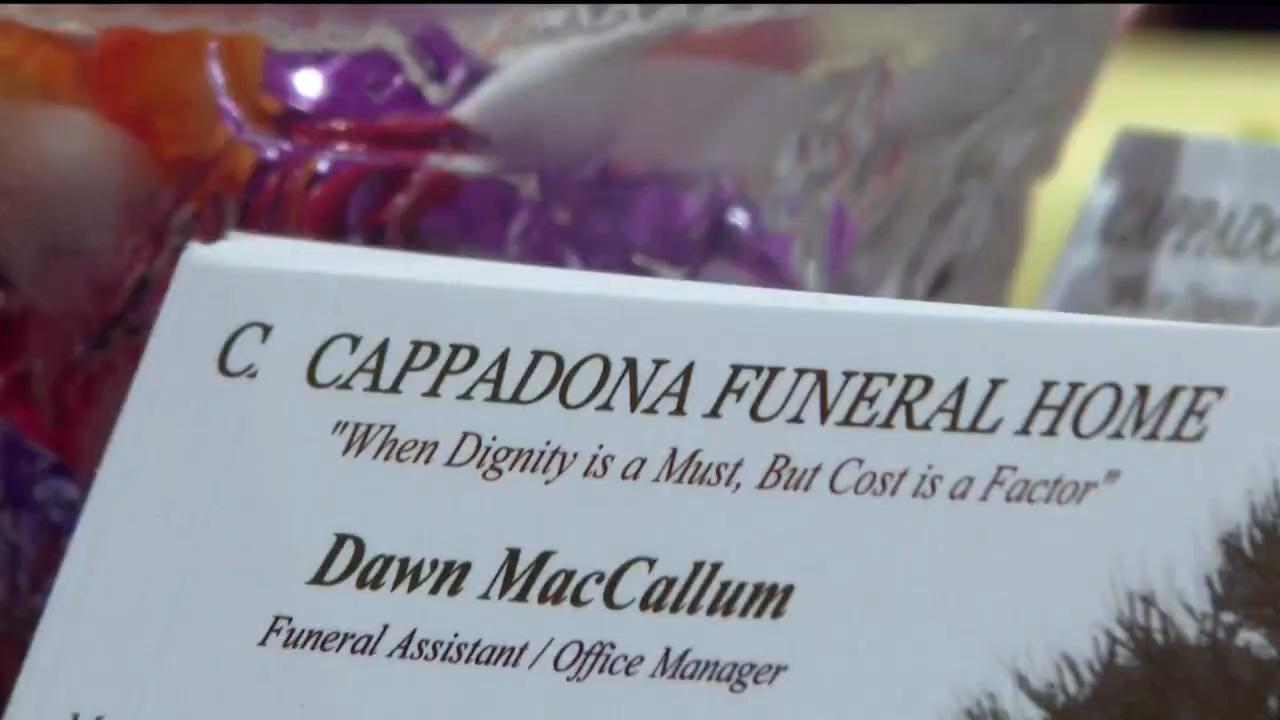 C. CAPPADONA FUNERAL HOME
"When Dignity is a Must, But Cost is a Factor"
Dawn MacCallum
Funeral Assistant / Office Manager